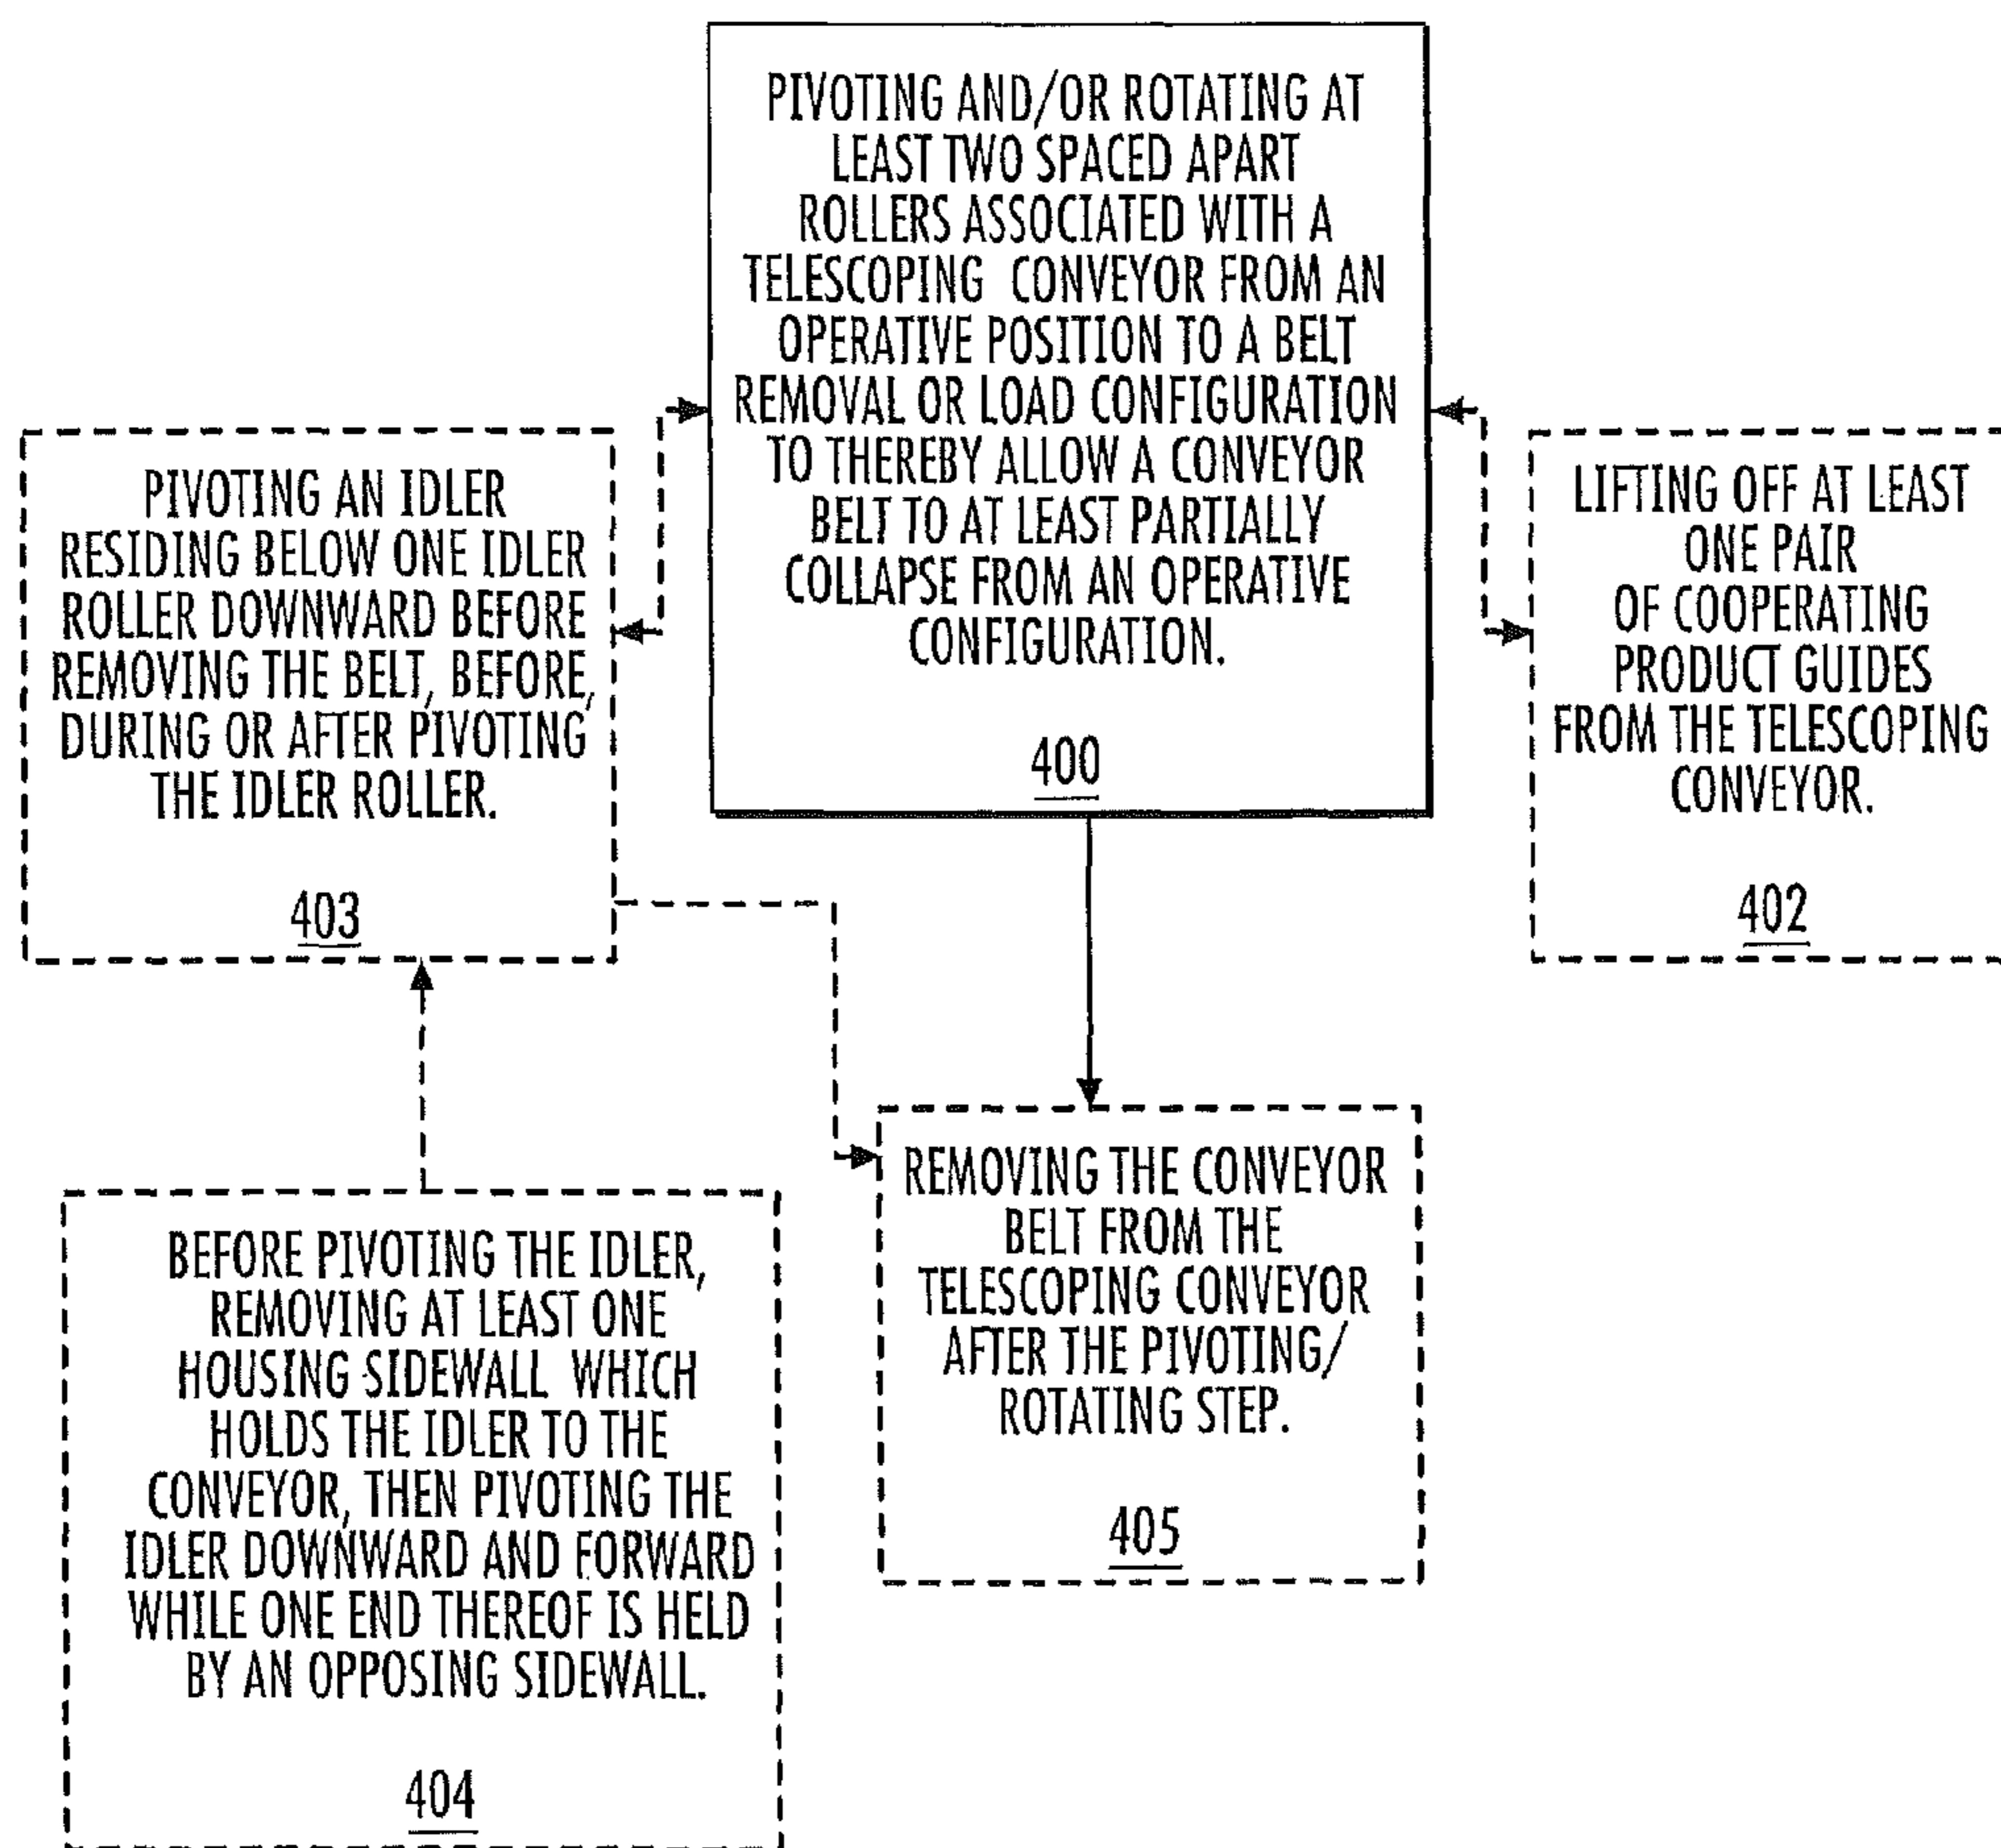 PIVOTING AND/OR ROTATING AT
LEAST TWO SPACED APART
ROLLERS ASSOCIATED WITH A
TELESCOPING CONVEYOR FROM AN
OPERATIVE POSITION TO A BELT
REMOVAL OR LOAD CONFIGURATION
TO THEREBY ALLOW A CONVEYOR
BELT TO AT LEAST PARTIALLY
COLLAPSE FROM AN OPERATIVE
CONFIGURATION.
400
PIVOTING AN IDLER
RESIDING BELOW ONE IDLER
ROLLER DOWNWARD BEFORE
REMOVING THE BELT, BEFORE,
DURING OR AFTER PIVOTING
THE IDLER ROLLER.
403
LIFTING OFF AT LEAST
ONE PAIR
OF COOPERATING
PRODUCT GUIDES
FROM THE TELESCOPING
CONVEYOR.
402
BEFORE PIVOTING THE IDLER,
REMOVING AT LEAST ONE
HOUSING SIDEWALL WHICH
HOLDS THE IDLER TO THE
CONVEYOR, THEN PIVOTING THE
IDLER DOWNWARD AND FORWARD
WHILE ONE END THEREOF IS HELD
BY AN OPPOSING SIDEWALL.
404
REMOVING THE CONVEYOR
BELT FROM THE
TELESCOPING CONVEYOR
AFTER THE PIVOTING/
ROTATING STEP.
405